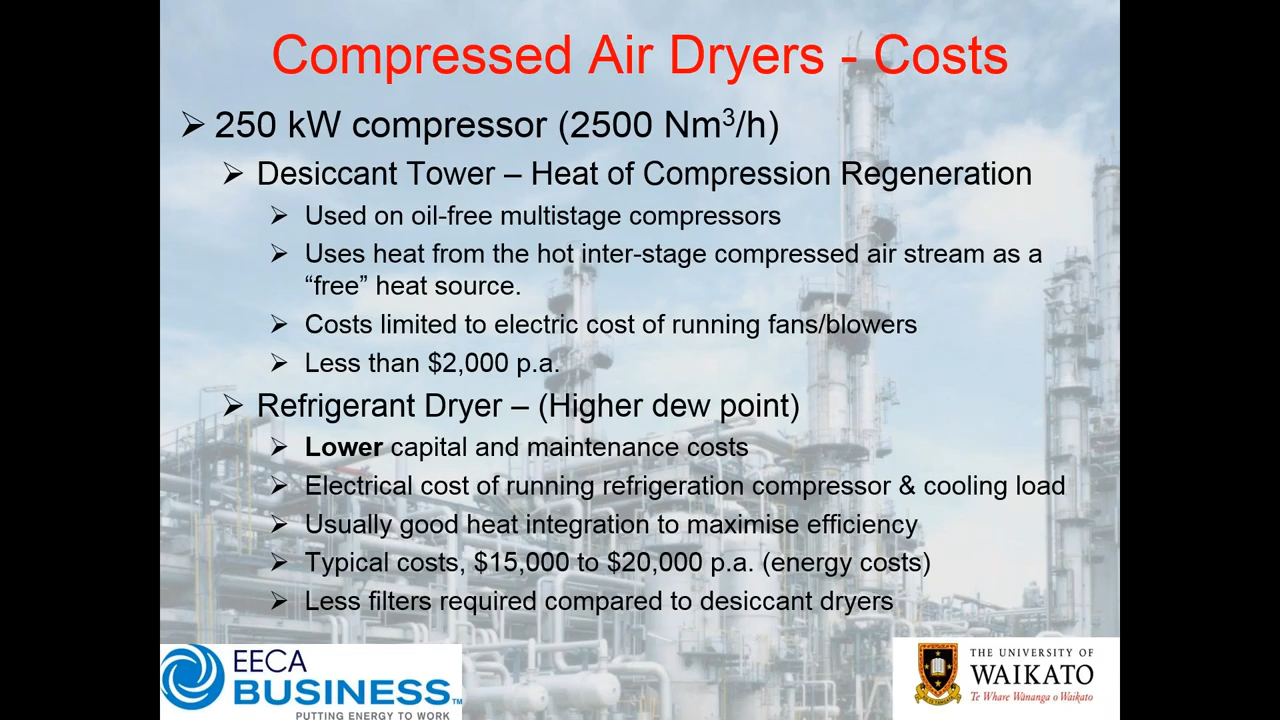 Compressed Air Dryers - Costs
250 kW compressor (2500 Nm³/h)
Desiccant Tower – Heat of Compression Regeneration
Used on oil-free multistage compressors
Uses heat from the hot inter-stage compressed air stream as a
“free” heat source.
Costs limited to electric cost of running fans/blowers
Less than $2,000 p.a.
Refrigerant Dryer – (Higher dew point)
Lower capital and maintenance costs
Electrical cost of running refrigeration compressor & cooling load
Usually good heat integration to maximise efficiency
Typical costs, $15,000 to $20,000 p.a. (energy costs)
Less filters required compared to desiccant dryers
EECA
BUSINESS™
PUTTING ENERGY TO WORK
THE UNIVERSITY OF
WAIKATO
Te Whare Wānanga o Waikato